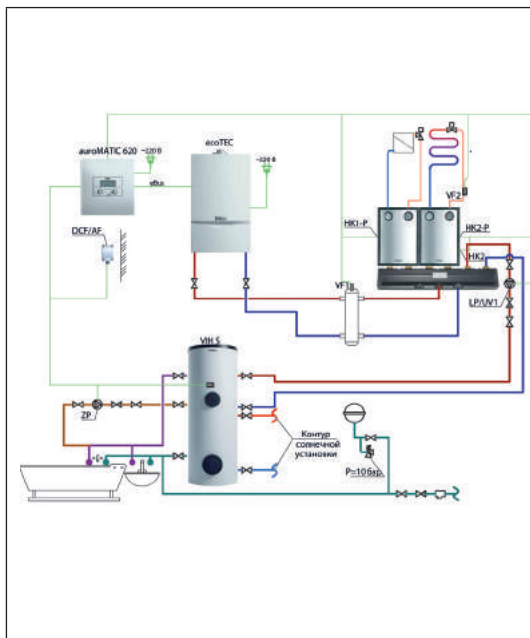 auroMATIC 620
~220 В
eBus
ecoTEC
~220 В
VF2
HK1-P
HK2-P
HK2
DCF/AF
VF1
LP/UV1
VIH S
ZP
Контур
солнечной
установки
P=10бар